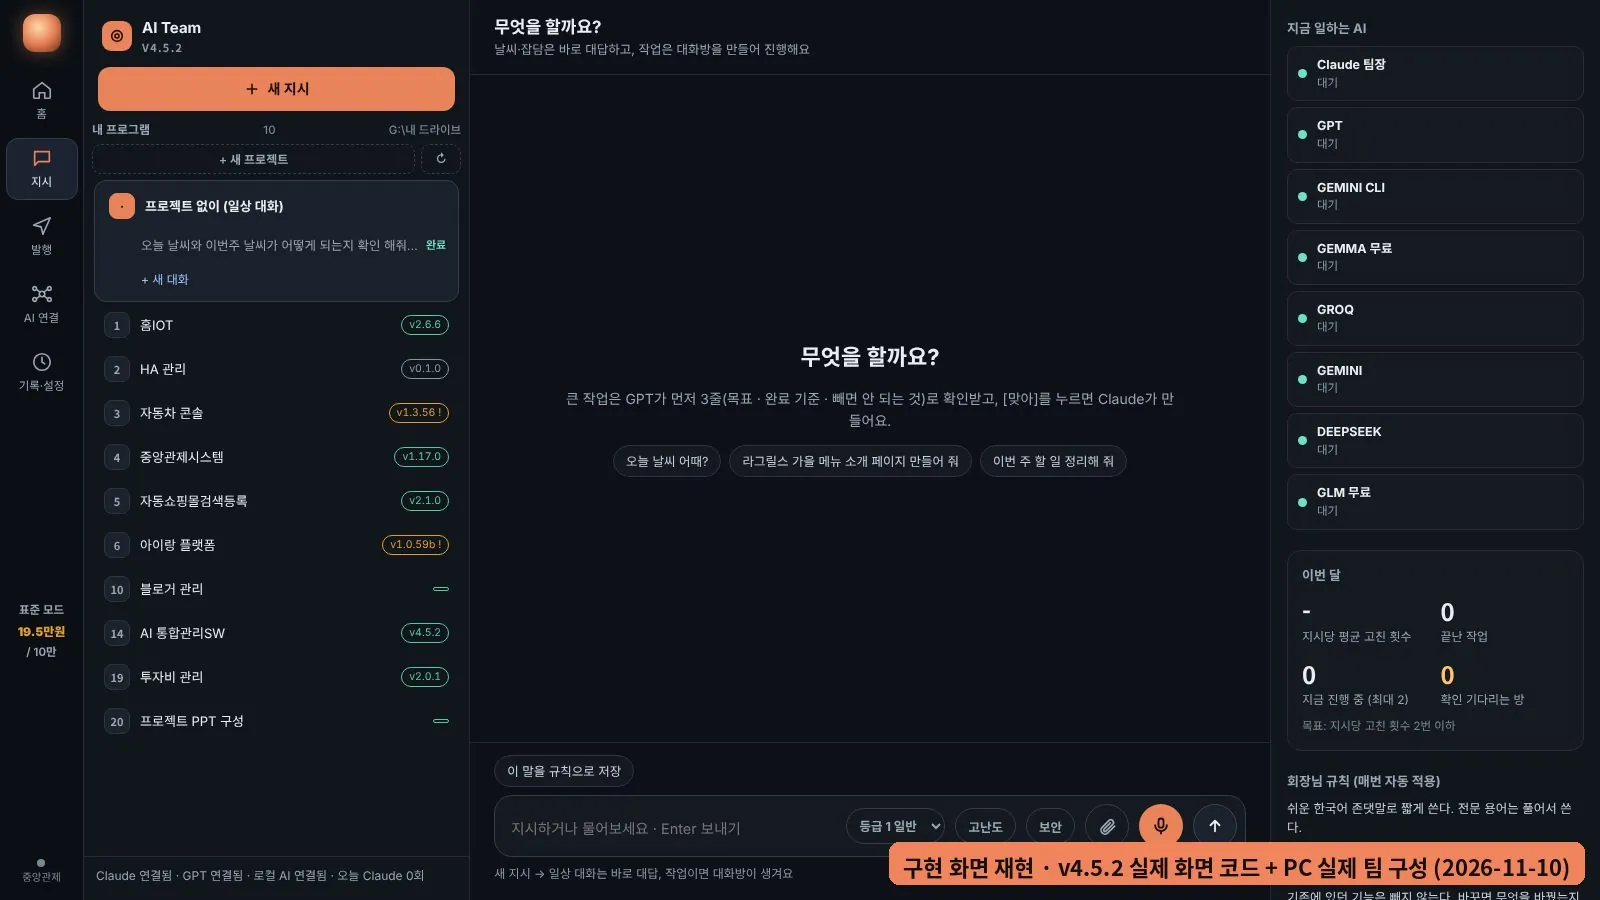 홈
지시
발행
AI 연결
기록·설정
표준 모드
19.5만원
/ 10만
중앙관제
AI Team
V4.5.2
+ 새 지시
내 프로그램 10 G:\내 드라이브
+ 새 프로젝트
프로젝트 없이 (일상 대화)
오늘 날씨와 이번주 날씨가 어떻게 되는지 확인 해줘... 완료
+ 새 대화
1 홈IOT v2.6.6
2 HA 관리 v0.1.0
3 자동차 콘솔 v1.3.56 !
4 중앙관제시스템 v1.17.0
5 자동쇼핑몰검색등록 v2.1.0
6 아이랑 플랫폼 v1.0.59b !
10 블로거 관리
14 AI 통합관리SW v4.5.2
19 투자비 관리 v2.0.1
20 프로젝트 PPT 구성
Claude 연결됨 · GPT 연결됨 · 로컬 AI 연결됨 · 오늘 Claude 0회
무엇을 할까요?
날씨·잡담은 바로 대답하고, 작업은 대화방을 만들어 진행해요
무엇을 할까요?
큰 작업은 GPT가 먼저 3줄(목표 · 완료 기준 · 빼면 안 되는 것)로 확인받고, [맞아]를 누르면 Claude가 만
들어요.
오늘 날씨 어때? 라그릴스 가을 메뉴 소개 페이지 만들어 줘 이번 주 할 일 정리해 줘
이 말을 규칙으로 저장
지시하거나 물어보세요 · Enter 보내기 등급 1 일반 고난도 보안
새 지시 → 일상 대화는 바로 대답, 작업이면 대화방이 생겨요
지금 일하는 AI
Claude 팀장
대기
GPT
대기
GEMINI CLI
대기
GEMMA 무료
대기
GROQ
대기
GEMINI
대기
DEEPSEEK
대기
GLM 무료
대기
이번 달
- 0
지시당 평균 고친 횟수 끝난 작업
0 0
지금 진행 중 (최대 2) 확인 기다리는 방
목표: 지시당 고친 횟수 2번 이하
회장님 규칙 (매번 자동 적용)
쉬운 한국어 존댓말로 짧게 쓴다. 전문 용어는 풀어서 쓴
다.
구현 화면 재현 · v4.5.2 실제 화면 코드 + PC 실제 팀 구성 (2026-11-10)
기존에 있던 기능은 빼지 않는다. 바꾸면 무엇을 바꿨는지